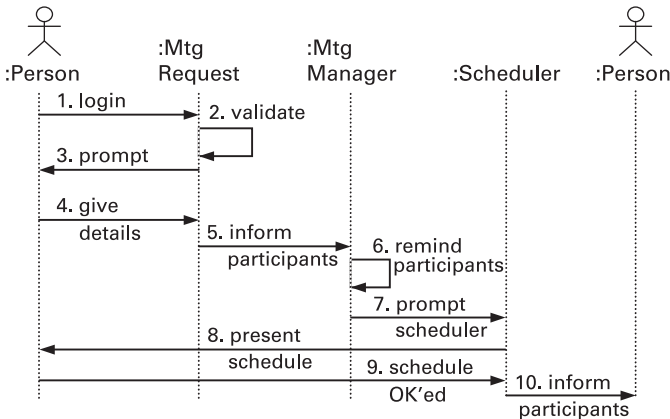 :Person
:Mtg
Request
:Mtg
Manager
:Scheduler
:Person
1. login
2. validate
3. prompt
4. give
details
5. inform
participants
6. remind
participants
7. prompt
scheduler
8. present
schedule
9. schedule
OK'ed
10. inform
participants